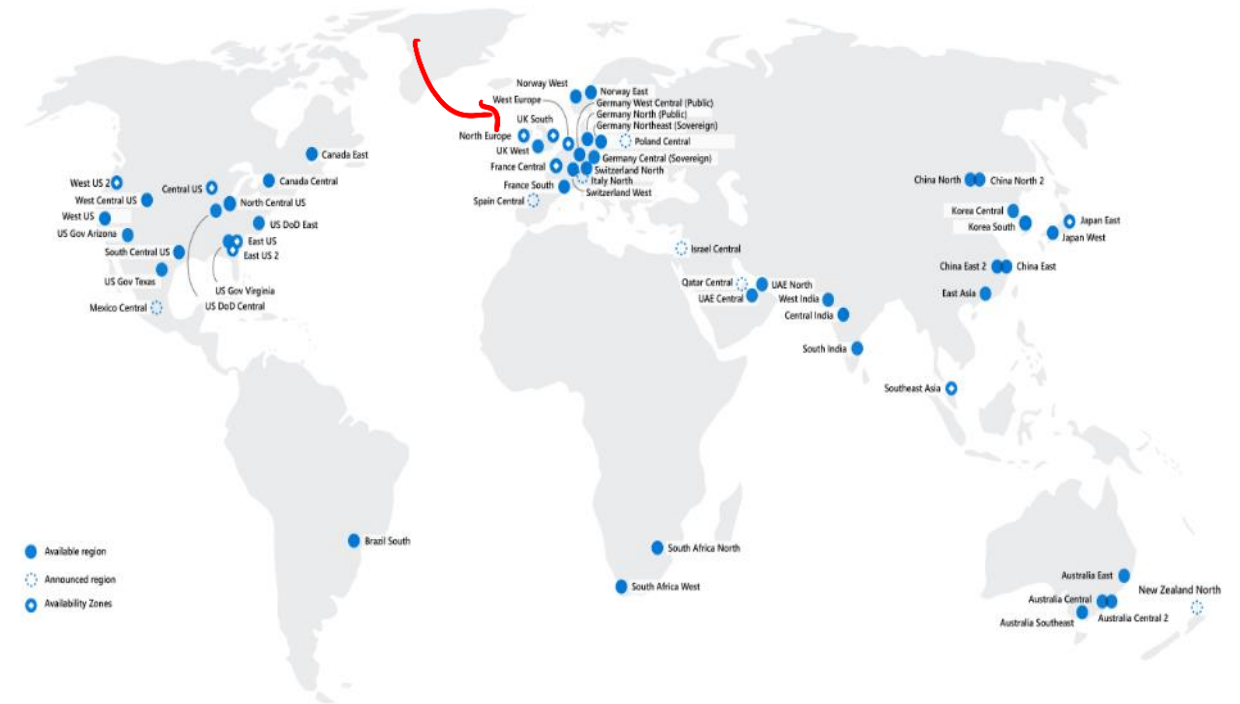 Norway West
Norway East
West Europe
Germany West Central (Public)
Germany North (Public)
UK South
Germany Northeast (Sovereign)
North Europe
Poland Central
UK West
Germany Central (Sovereign)
France Central
Switzerland North
Italy North
France South
Switzerland West
Spain Central
Canada East
West US 2
Central US
Canada Central
West Central US
North Central US
West US
US DoD East
US Gov Arizona
East US
South Central US
East US 2
US Gov Texas
US Gov Virginia
Mexico Central
US DoD Central
China North
China North 2
Korea Central
Japan East
Korea South
Japan West
Israel Central
China East 2
China East
Qatar Central
UAE North
East Asia
UAE Central
West India
Central India
South India
Southeast Asia
Brazil South
South Africa North
South Africa West
Available region
Announced region
Availability Zones
Australia East
New Zealand North
Australia Central
Australia Central 2
Australia Southeast